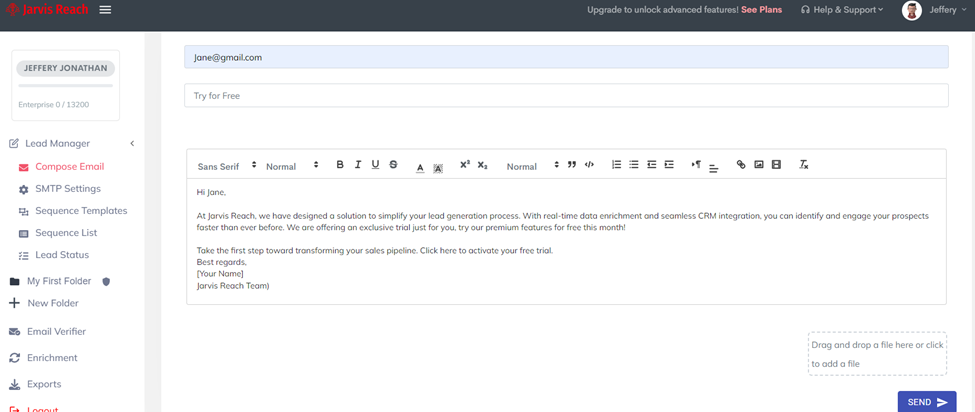 Jarvis Reach
Upgrade to unlock advanced features! See Plans
Help & Support
Jeffery
JEFFERY JONATHAN
Enterprise 0 / 13200
Lead Manager
Compose Email
SMTP Settings
Sequence Templates
Sequence List
Lead Status
My First Folder
New Folder
Email Verifier
Enrichment
Exports
Logout
Jane@gmail.com
Try for Free
Sans Serif Normal B I U S A A X² X₂ Normal
Hi Jane,
At Jarvis Reach, we have designed a solution to simplify your lead generation process. With real-time data enrichment and seamless CRM integration, you can identify and engage your prospects
faster than ever before. We are offering an exclusive trial just for you, try our premium features for free this month!
Take the first step toward transforming your sales pipeline. Click here to activate your free trial.
Best regards,
[Your Name]
Jarvis Reach Team)
Drag and drop a file here or click
to add a file
SEND